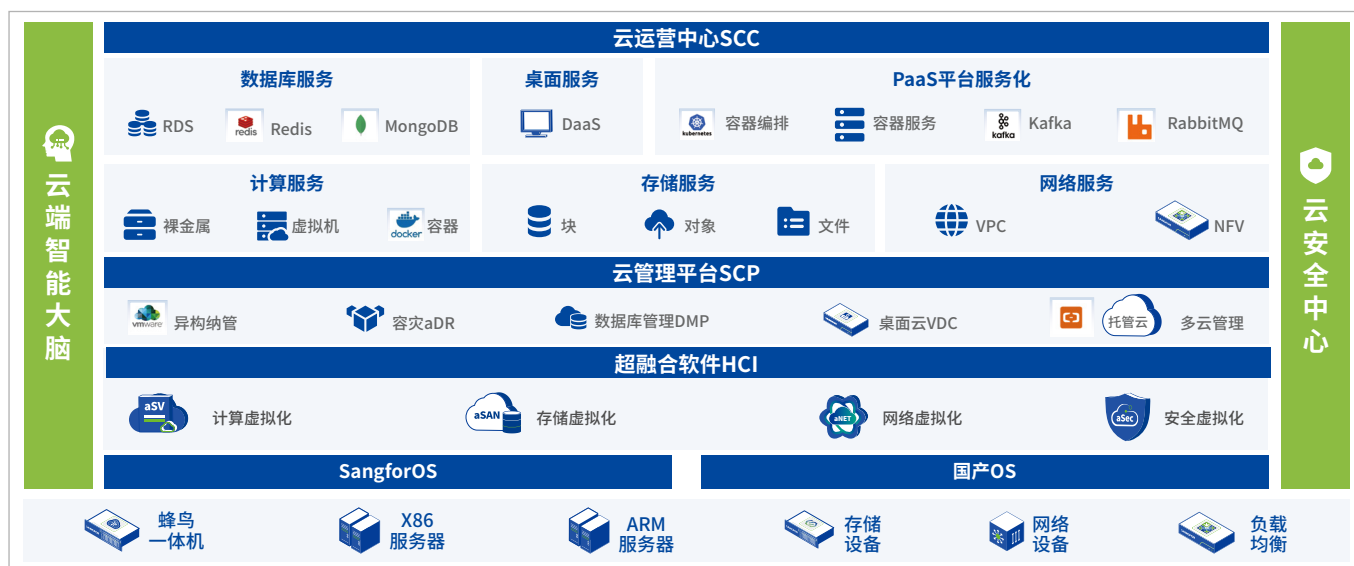 云运营中心SCC
云端智能大脑
云安全中心
数据库服务
RDS
redis
Redis
MongoDB
桌面服务
DaaS
PaaS平台服务化
kubernetes
容器编排
容器服务
kafka
Kafka
RabbitMQ
计算服务
裸金属
虚拟机
docker
容器
存储服务
块
对象
文件
网络服务
VPC
NFV
云管理平台SCP
vmware
异构纳管
容灾aDR
数据库管理DMP
桌面云VDC
托管云
多云管理
超融合软件HCI
aSV
计算虚拟化
aSAN
存储虚拟化
aNET
网络虚拟化
aSec
安全虚拟化
SangforOS
国产OS
蜂鸟
一体机
X86
服务器
ARM
服务器
存储
设备
网络
设备
负载
均衡